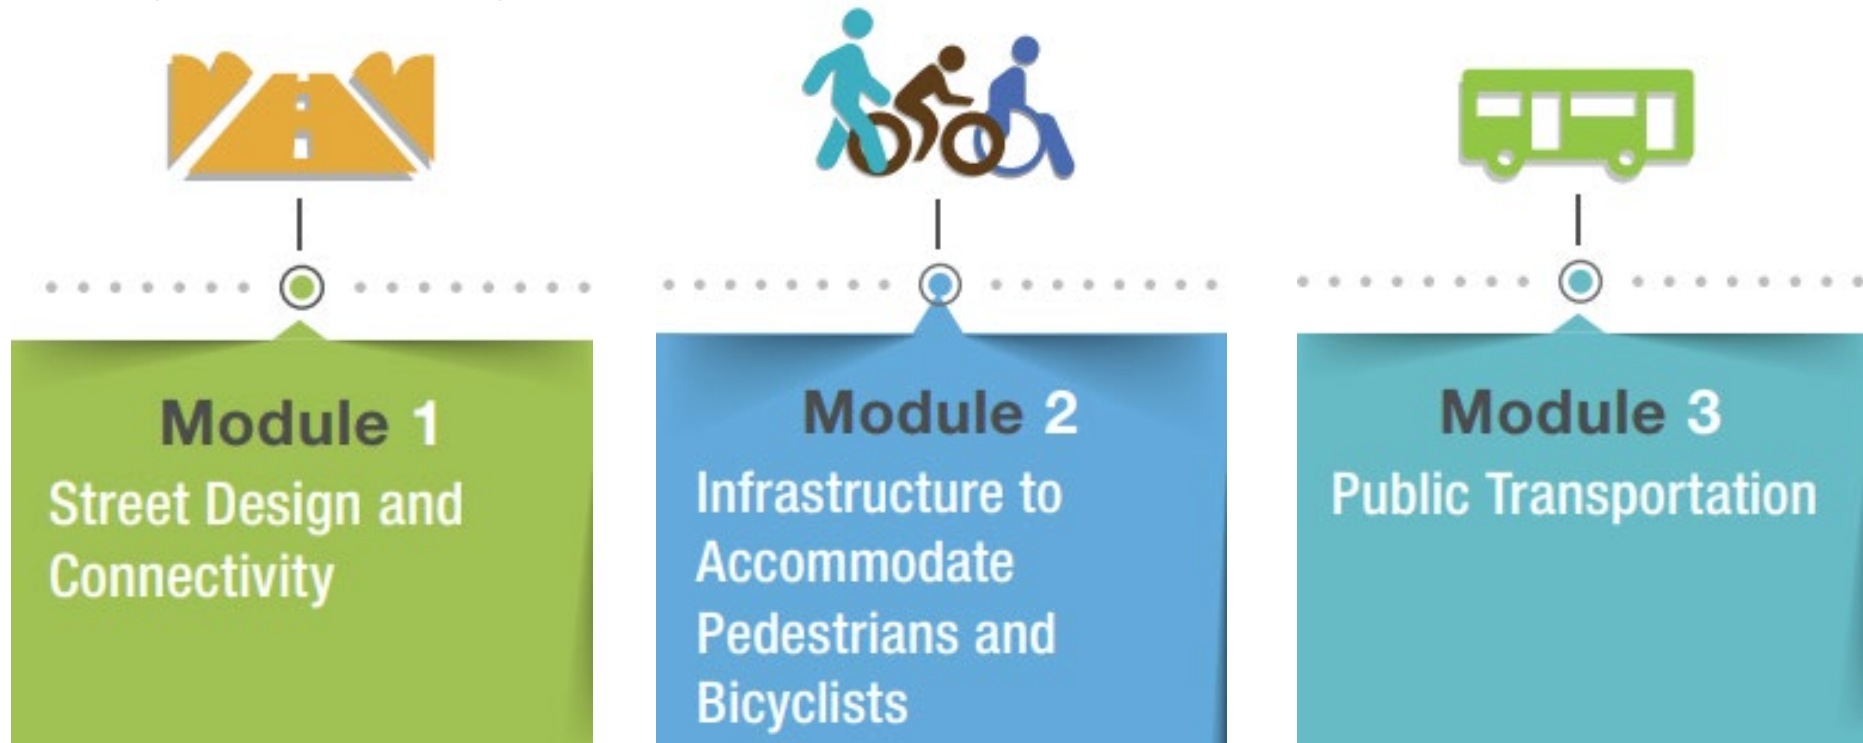 Module 1
Street Design and
Connectivity
Module 2
Infrastructure to
Accommodate
Pedestrians and
Bicyclists
Module 3
Public Transportation